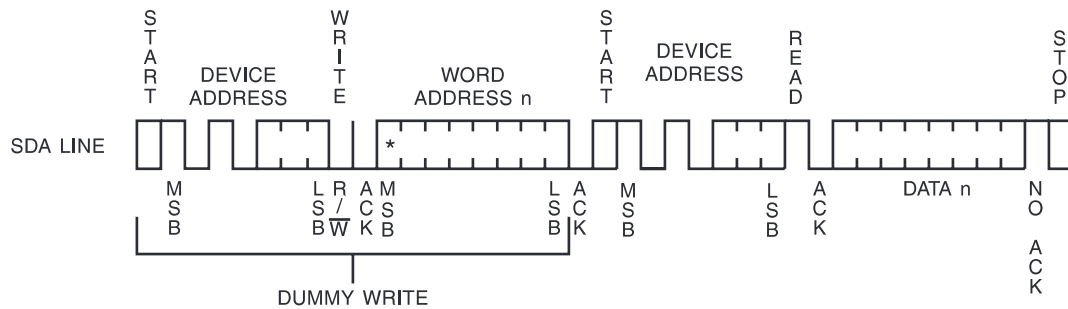 START
WRITE
START
READ
STOP
DEVICE
ADDRESS
WORD
ADDRESS n
DEVICE
ADDRESS
SDA LINE
*
MSB
LSB
R/W
ACK
MSB
LSB
ACK
MSB
LSB
ACK
DATA n
NO ACK
DUMMY WRITE